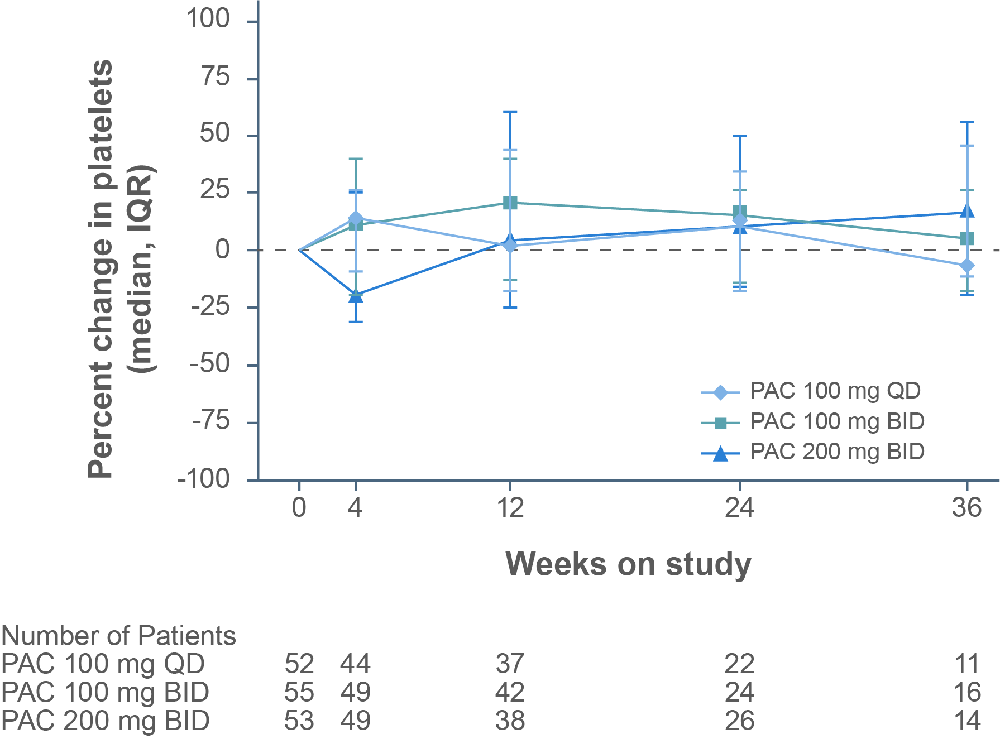 Percent change in platelets
(median, IQR)
100
75
50
25
0
-25
-50
-75
-100
PAC 100 mg QD
PAC 100 mg BID
PAC 200 mg BID
0 4 12 24 36
Weeks on study
Number of Patients
PAC 100 mg QD 52 44 37 22 11
PAC 100 mg BID 55 49 42 24 16
PAC 200 mg BID 53 49 38 26 14